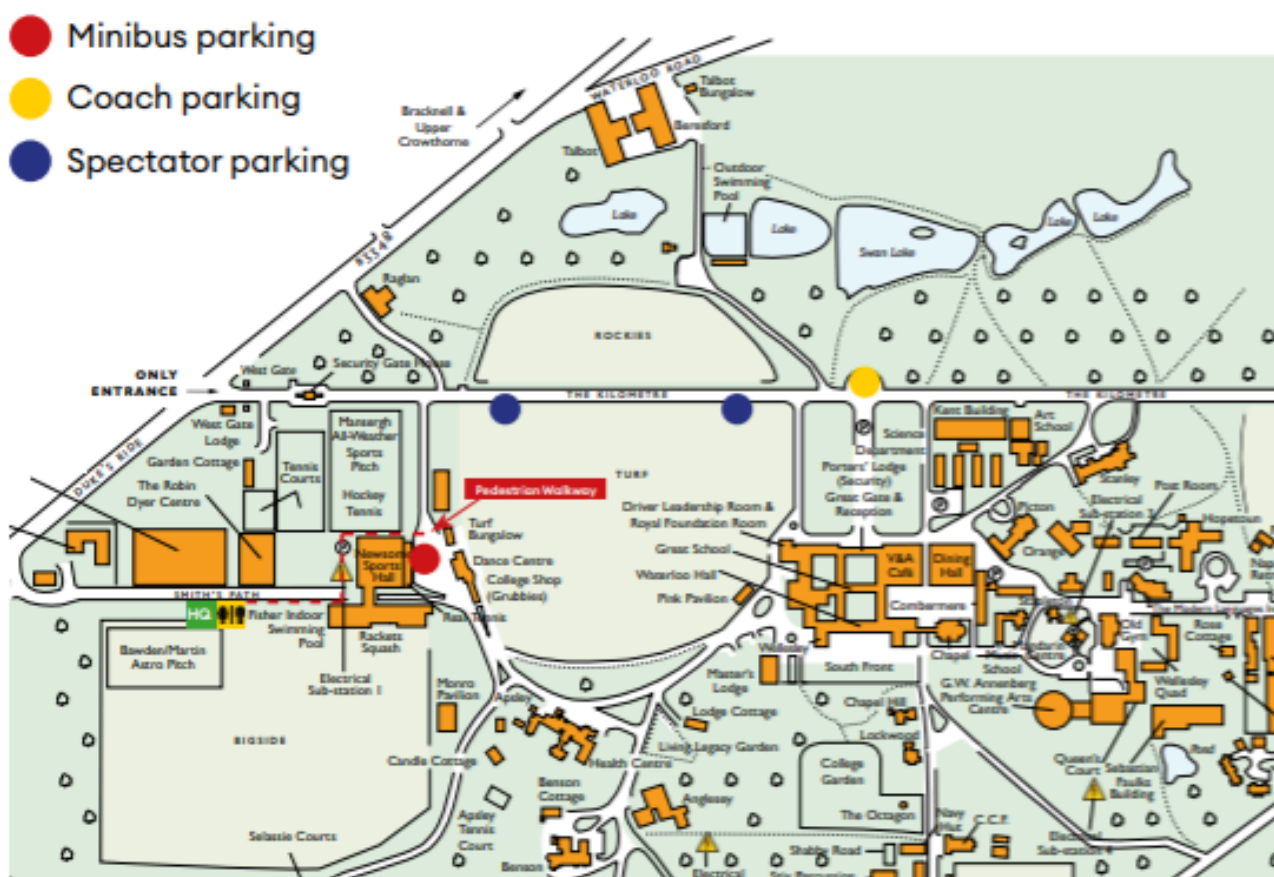 Minibus parking
Coach parking
Spectator parking
WATERLOO ROAD
Talbot
Bungalow
Bracknell &
Upper
Crowthorne
Beresford
Talbot
Outdoor
Swimming
Pool
Lake
Lake
Swan Lake
Lake
Lake
B3348
Raglan
ROCKIES
ONLY
ENTRANCE
West Gate
Security Gate House
THE KILOMETRE
THE KILOMETRE
West Gate
Lodge
DUKE'S RIDE
Garden Cottage
The Robin
Dyer Centre
Tennis
Courts
Mansergh
All-Weather
Sports
Pitch
Hockey
Tennis
TURF
Pedestrian Walkway
Turf
Bungalow
Dance Centre
College Shop
(Grubbies)
Newsome
Sports
Hall
Real Tennis
SMITH'S PATH
HQ
Fisher Indoor
Swimming
Pool
Rackets
Squash
Electrical
Sub-station 1
Bawden/Martin
Astro Pitch
BIGSIDE
Monro
Pavilion
Apsley
Candle Cottage
Health Centre
Benson
Cottage
Apsley
Tennis
Court
Benson
Selassie Courts
Kent Building
Art
School
Science
Department
Porters' Lodge
(Security)
Great Gate &
Reception
Driver Leadership Room &
Royal Foundation Room
Great School
Waterloo Hall
Pink Pavilion
V&A
Café
Dining
Hall
Combermere
Stanley
Electrical
Sub-station 3
Post Room
Picton
Hopetoun
Orange
Old
Gym
Rose
Cottage
Wellesley
Master's
Lodge
South Front
Chapel
Music
School
G.W. Annenberg
Performing Arts
Centre
Wellesley
Quad
Lodge Cottage
Living Legacy Garden
Chapel Hill
Lockwood
College
Garden
The Octagon
Queen's
Court
Sebastian
Faulks
Building
Pond
Anglesey
Electrical
Navy
Hut
C.C.F.
Shabby Road
Electrical
Sub-station 4